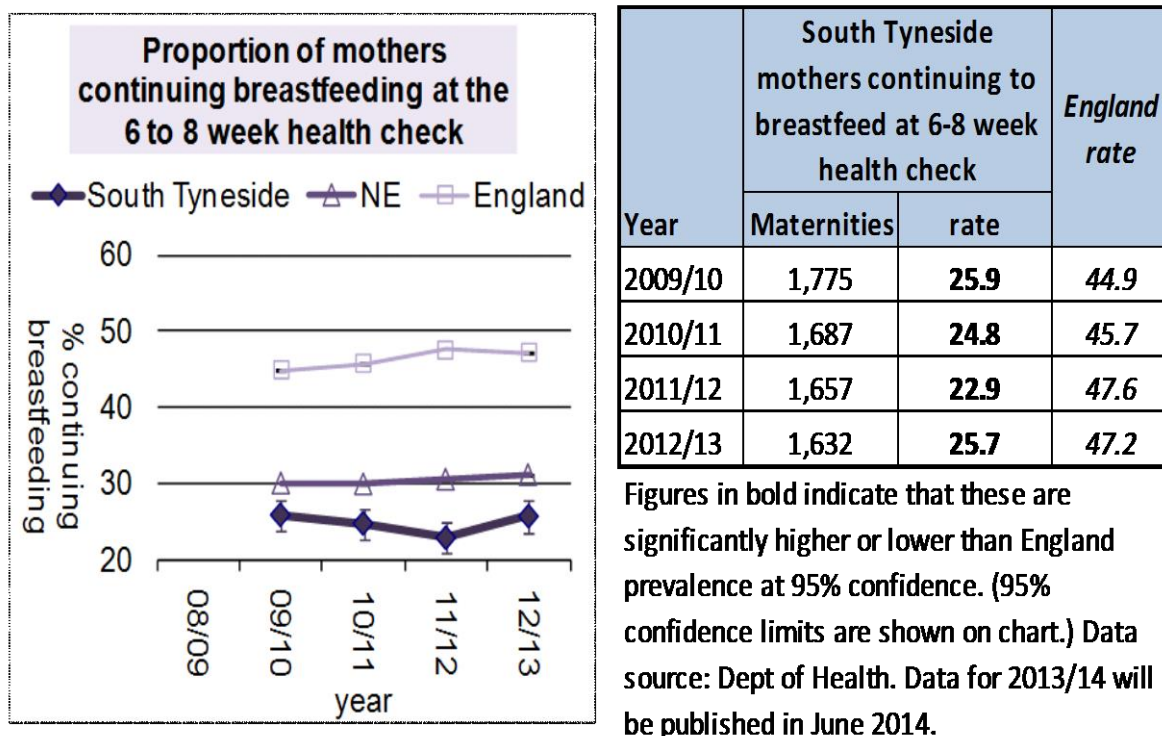 Proportion of mothers
continuing breastfeeding at the
6 to 8 week health check
South Tyneside NE England
60
50
40
30
20
% continuing
breastfeeding
08/09 09/10 10/11 11/12 12/13
year
South Tyneside
mothers continuing to
breastfeed at 6-8 week
health check
England
rate
Year Maternities rate
2009/10 1,775 25.9 44.9
2010/11 1,687 24.8 45.7
2011/12 1,657 22.9 47.6
2012/13 1,632 25.7 47.2
Figures in bold indicate that these are
significantly higher or lower than England
prevalence at 95% confidence. (95%
confidence limits are shown on chart.) Data
source: Dept of Health. Data for 2013/14 will
be published in June 2014.